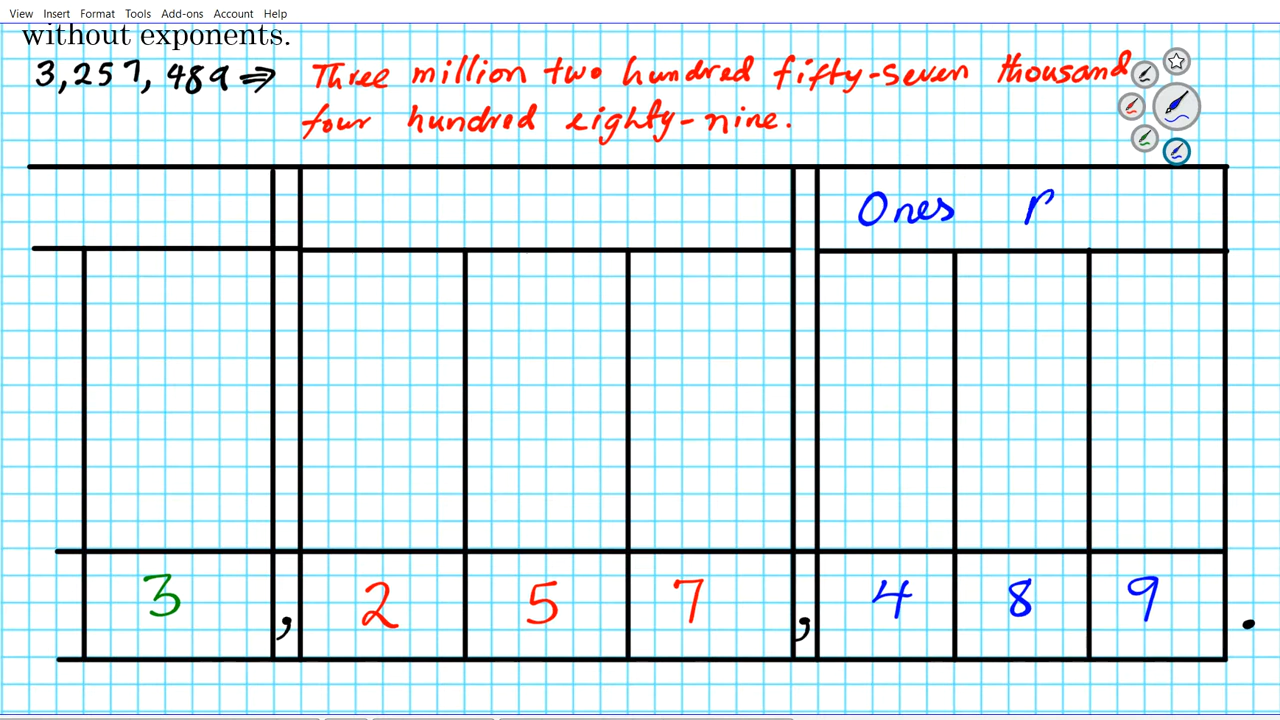 View Insert Format Tools Add-ons Account Help
without exponents.
3,257,489 ⇒ Three million two hundred fifty-seven thousand
four hundred eighty-nine.
Ones P
3 , 2 5 7 , 4 8 9 .